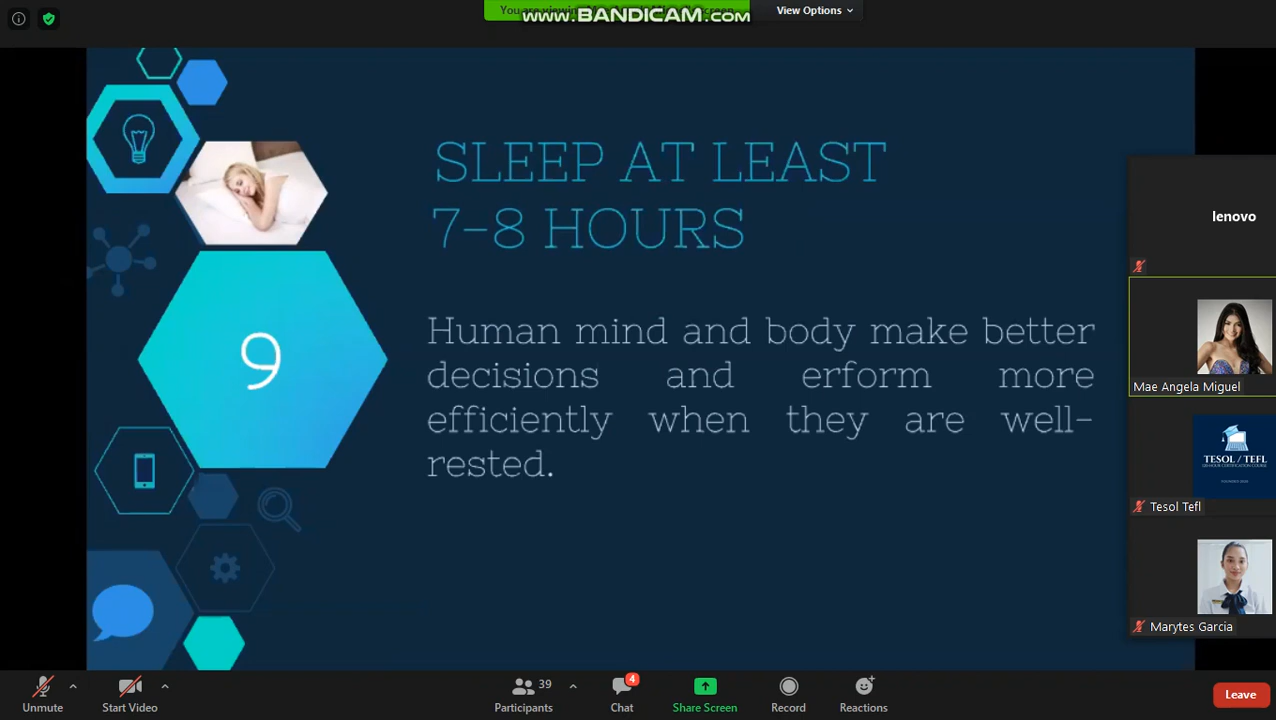 www.BANDICAM.com
View Options
SLEEP AT LEAST
7-8 HOURS
9
Human mind and body make better
decisions and erform more
efficiently when they are well-
rested.
lenovo
Mae Angela Miguel
TESOL / TEFL
Tesol Tefl
Marytes Garcia
Unmute
Start Video
39
Participants
4
Chat
Share Screen
Record
Reactions
Leave